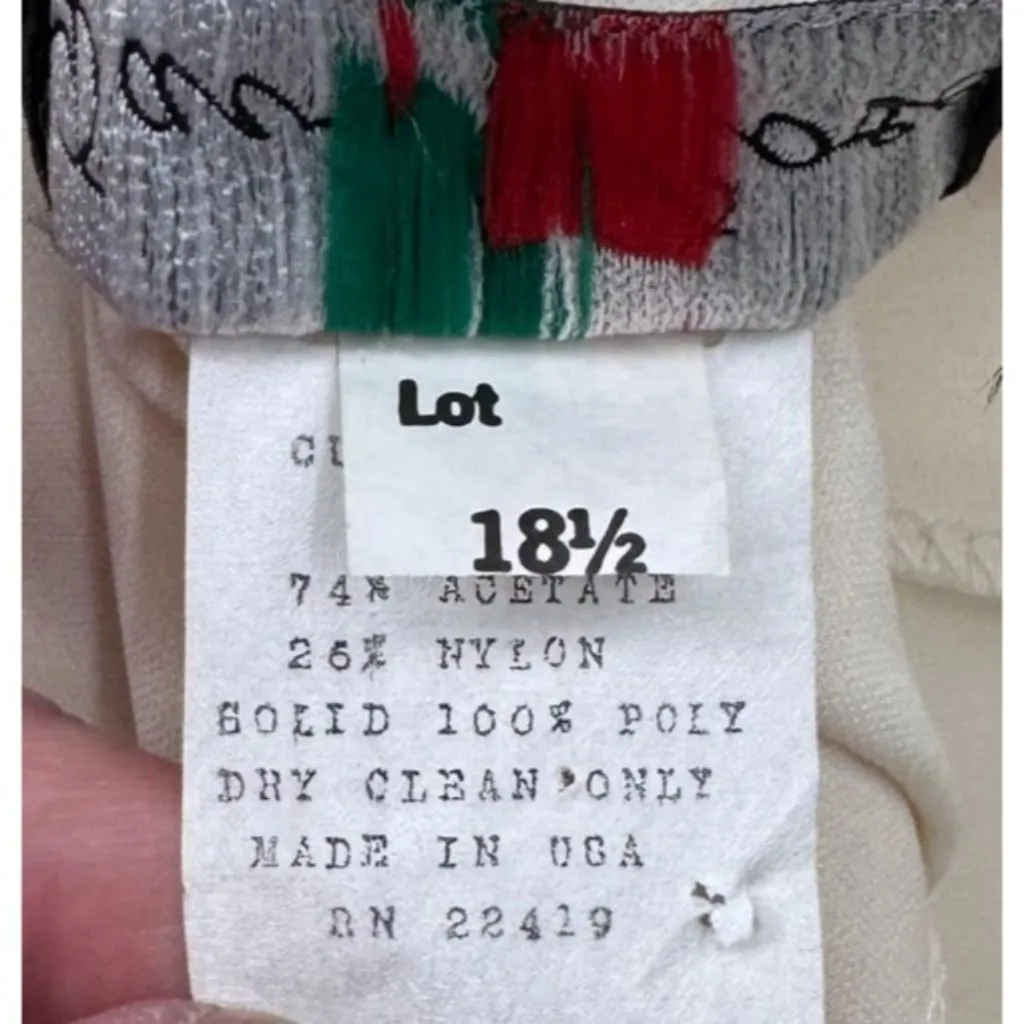 Lot
18½
74% ACETATE
26% NYLON
SOLID 100% POLY
DRY CLEAN ONLY
MADE IN USA
RN 22419